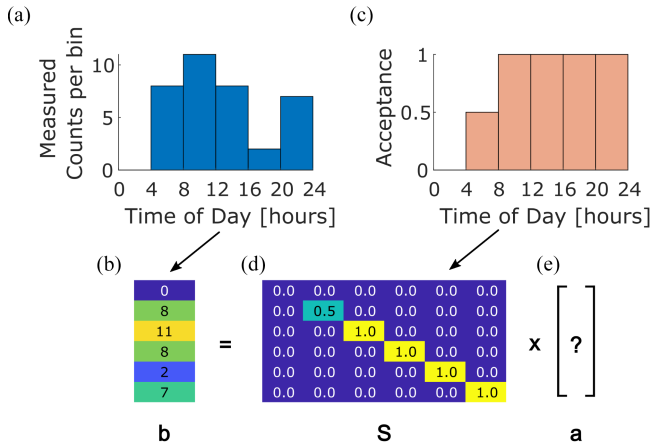 (a)
Measured
Counts per bin
10
5
0
0 4 8 12 16 20 24
Time of Day [hours]
(c)
Acceptance
1
0.5
0
0 4 8 12 16 20 24
Time of Day [hours]
(b)
0
8
11
8
2
7
b
=
(d)
0.0 0.0 0.0 0.0 0.0 0.0
0.0 0.5 0.0 0.0 0.0 0.0
0.0 0.0 1.0 0.0 0.0 0.0
0.0 0.0 0.0 1.0 0.0 0.0
0.0 0.0 0.0 0.0 1.0 0.0
0.0 0.0 0.0 0.0 0.0 1.0
S
x
(e)
[ ? ]
a